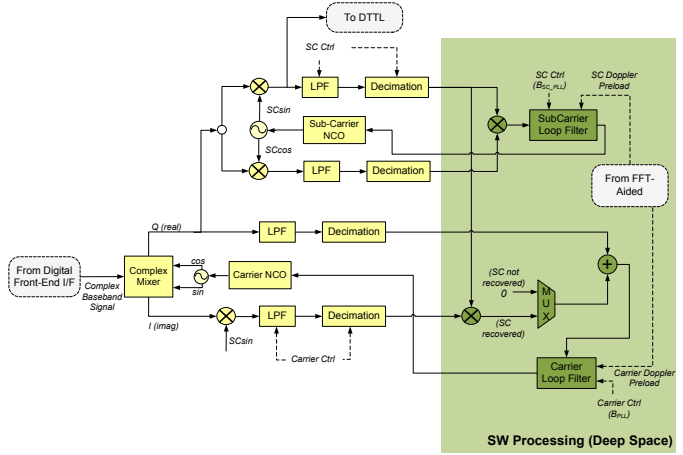 To DTTL
SC Ctrl
LPF
Decimation
SC Ctrl
(BSC_PLL)
SC Doppler
Preload
SCsin
Sub-Carrier
NCO
SubCarrier
Loop Filter
SCcos
LPF
Decimation
From FFT-
Aided
Q (real)
LPF
Decimation
From Digital
Front-End I/F
Complex
Mixer
cos
sin
Carrier NCO
Complex
Baseband
Signal
(SC not
recovered)
0
M
U
X
I (imag)
LPF
Decimation
(SC
recovered)
SCsin
Carrier Ctrl
Carrier
Loop Filter
Carrier Doppler
Preload
Carrier Ctrl
(BPLL)
SW Processing (Deep Space)